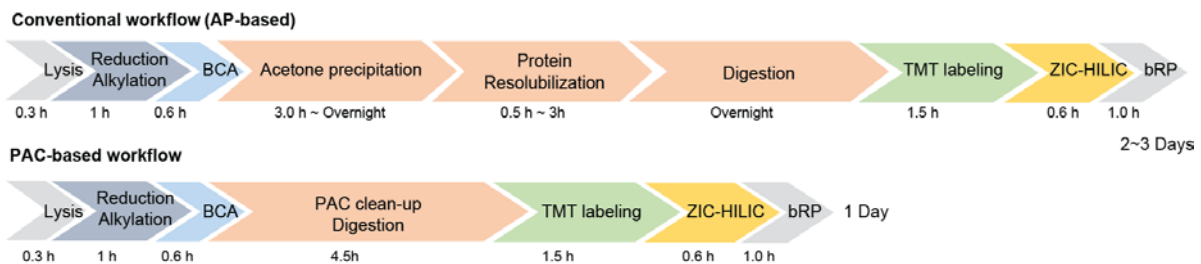 Conventional workflow (AP-based)
Lysis
Reduction
Alkylation
BCA
Acetone precipitation
Protein
Resolubilization
Digestion
TMT labeling
ZIC-HILIC
bRP
0.3 h
1 h
0.6 h
3.0 h ~ Overnight
0.5 h ~ 3h
Overnight
1.5 h
0.6 h
1.0 h
2~3 Days
PAC-based workflow
Lysis
Reduction
Alkylation
BCA
PAC clean-up
Digestion
TMT labeling
ZIC-HILIC
bRP
1 Day
0.3 h
1 h
0.6 h
4.5h
1.5 h
0.6 h
1.0 h